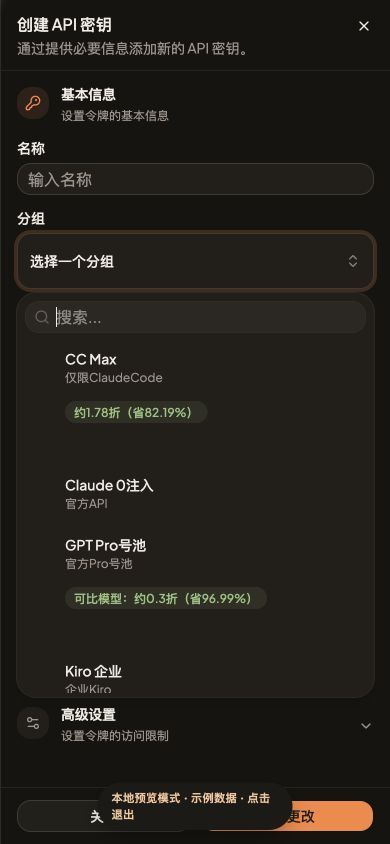 创建 API 密钥
通过提供必要信息添加新的 API 密钥。
基本信息
设置令牌的基本信息
名称
输入名称
分组
选择一个分组
搜索...
CC Max
仅限ClaudeCode
约1.78折（省82.19%）
Claude 0注入
官方API
GPT Pro号池
官方Pro号池
可比模型：约0.3折（省96.99%）
Kiro 企业
企业Kiro
高级设置
设置令牌的访问限制
本地预览模式 · 示例数据 · 点击
退出
更改